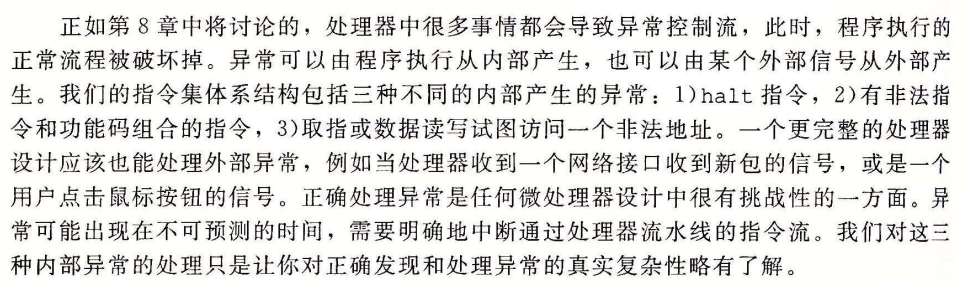 正如第 8 章中将讨论的，处理器中很多事情都会导致异常控制流，此时，程序执行的
正常流程被破坏掉。异常可以由程序执行从内部产生，也可以由某个外部信号从外部产
生。我们的指令集体系结构包括三种不同的内部产生的异常：1)halt 指令，2)有非法指
令和功能码组合的指令，3)取指或数据读写试图访问一个非法地址。一个更完整的处理器
设计应该也能处理外部异常，例如当处理器收到一个网络接口收到新包的信号，或是一个
用户点击鼠标按钮的信号。正确处理异常是任何微处理器设计中很有挑战性的一方面。异
常可能出现在不可预测的时间，需要明确地中断通过处理器流水线的指令流。我们对这三
种内部异常的处理只是让你对正确发现和处理异常的真实复杂性略有了解。